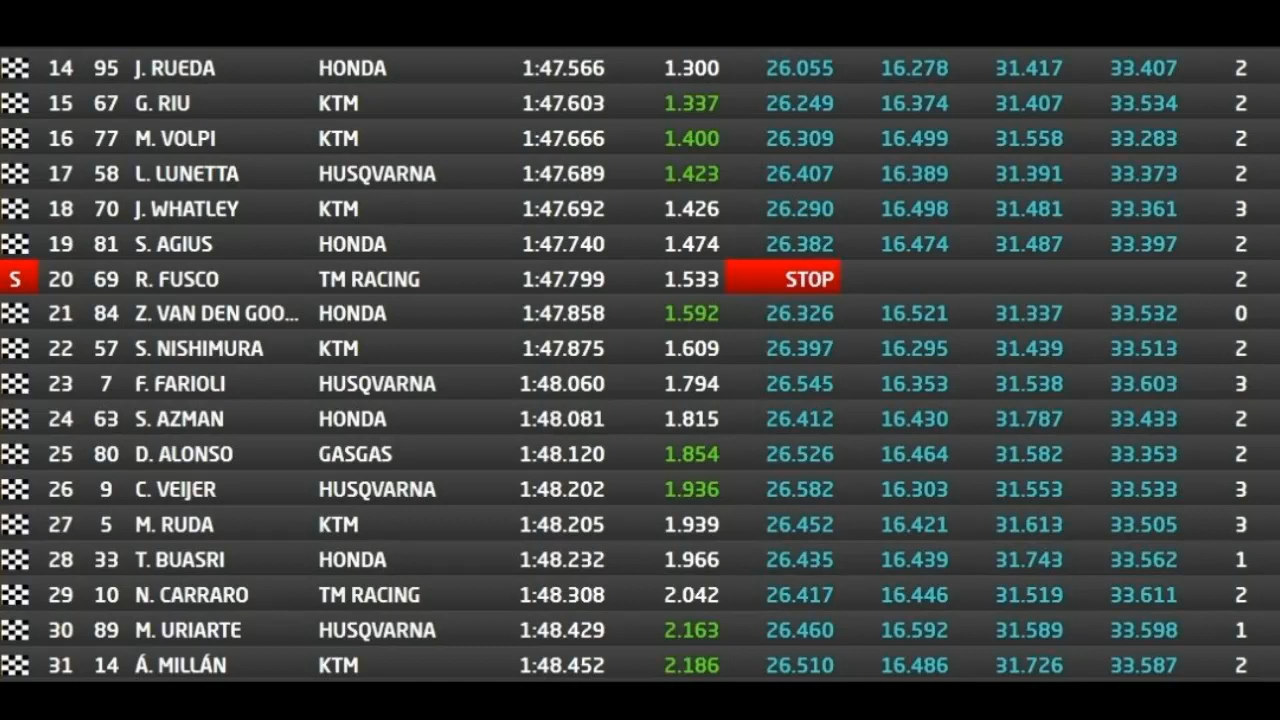 14 95 J. RUEDA HONDA 1:47.566 1.300 26.055 16.278 31.417 33.407 2
15 67 G. RIU KTM 1:47.603 1.337 26.249 16.374 31.407 33.534 2
16 77 M. VOLPI KTM 1:47.666 1.400 26.309 16.499 31.558 33.283 2
17 58 L. LUNETTA HUSQVARNA 1:47.689 1.423 26.407 16.389 31.391 33.373 2
18 70 J. WHATLEY KTM 1:47.692 1.426 26.290 16.498 31.481 33.361 3
19 81 S. AGIUS HONDA 1:47.740 1.474 26.382 16.474 31.487 33.397 2
S 20 69 R. FUSCO TM RACING 1:47.799 1.533 STOP 2
21 84 Z. VAN DEN GOO... HONDA 1:47.858 1.592 26.326 16.521 31.337 33.532 0
22 57 S. NISHIMURA KTM 1:47.875 1.609 26.397 16.295 31.439 33.513 2
23 7 F. FARIOLI HUSQVARNA 1:48.060 1.794 26.545 16.353 31.538 33.603 3
24 63 S. AZMAN HONDA 1:48.081 1.815 26.412 16.430 31.787 33.433 2
25 80 D. ALONSO GASGAS 1:48.120 1.854 26.526 16.464 31.582 33.353 2
26 9 C. VEIJER HUSQVARNA 1:48.202 1.936 26.582 16.303 31.553 33.533 3
27 5 M. RUDA KTM 1:48.205 1.939 26.452 16.421 31.613 33.505 3
28 33 T. BUASRI HONDA 1:48.232 1.966 26.435 16.439 31.743 33.562 1
29 10 N. CARRARO TM RACING 1:48.308 2.042 26.417 16.446 31.519 33.611 2
30 89 M. URIARTE HUSQVARNA 1:48.429 2.163 26.460 16.592 31.589 33.598 1
31 14 Á. MILLÁN KTM 1:48.452 2.186 26.510 16.486 31.726 33.587 2